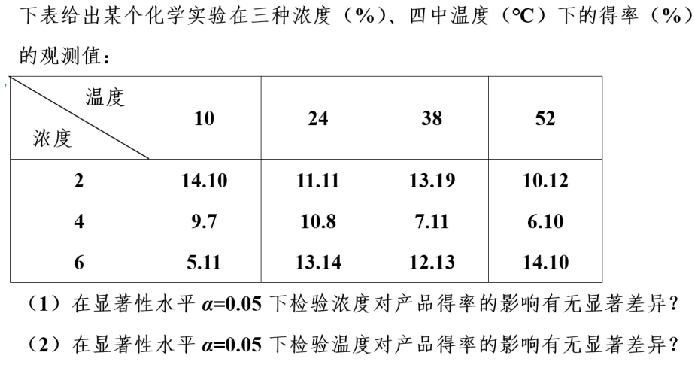 下表给出某个化学实验在三种浓度（%）、四中温度（℃）下的得率（%）
的观测值：
温度
浓度
10 24 38 52
2 14.10 11.11 13.19 10.12
4 9.7 10.8 7.11 6.10
6 5.11 13.14 12.13 14.10
（1）在显著性水平 α=0.05 下检验浓度对产品得率的影响有无显著差异？
（2）在显著性水平 α=0.05 下检验温度对产品得率的影响有无显著差异？